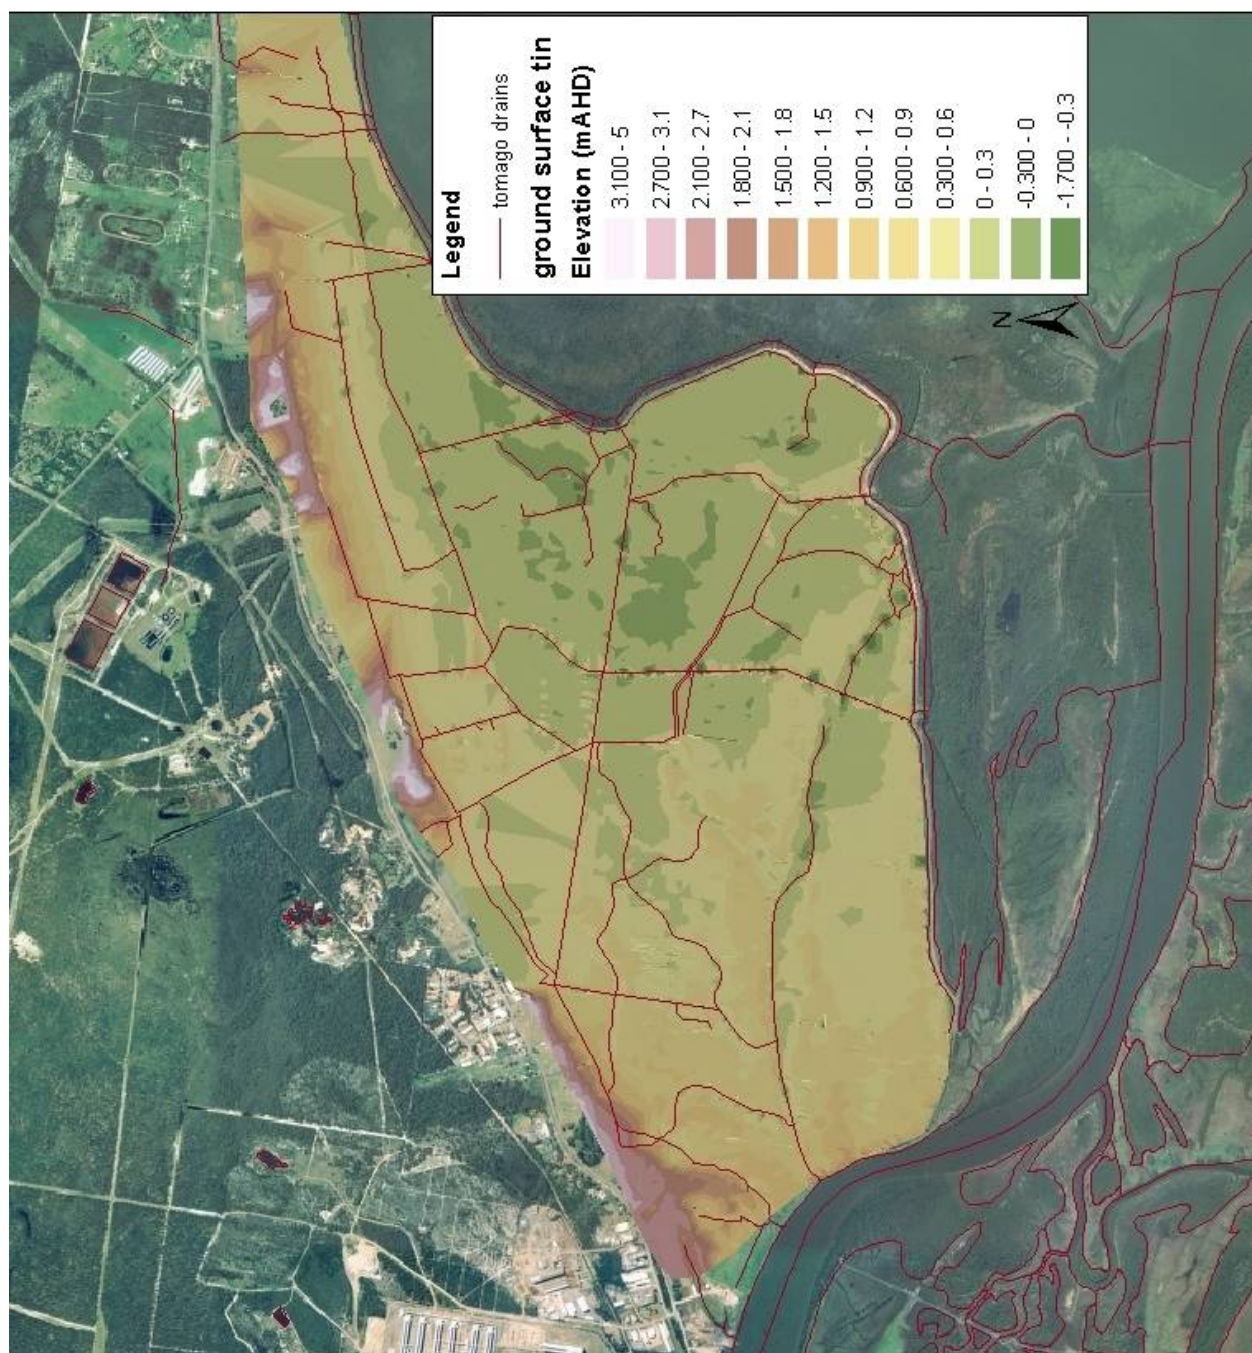 Legend
tomago drains
ground surface tin
Elevation (mAHD)
3.100 - 5
2.700 - 3.1
2.100 - 2.7
1.800 - 2.1
1.500 - 1.8
1.200 - 1.5
0.900 - 1.2
0.600 - 0.9
0.300 - 0.6
0 - 0.3
-0.300 - 0
-1.700 - -0.3
N